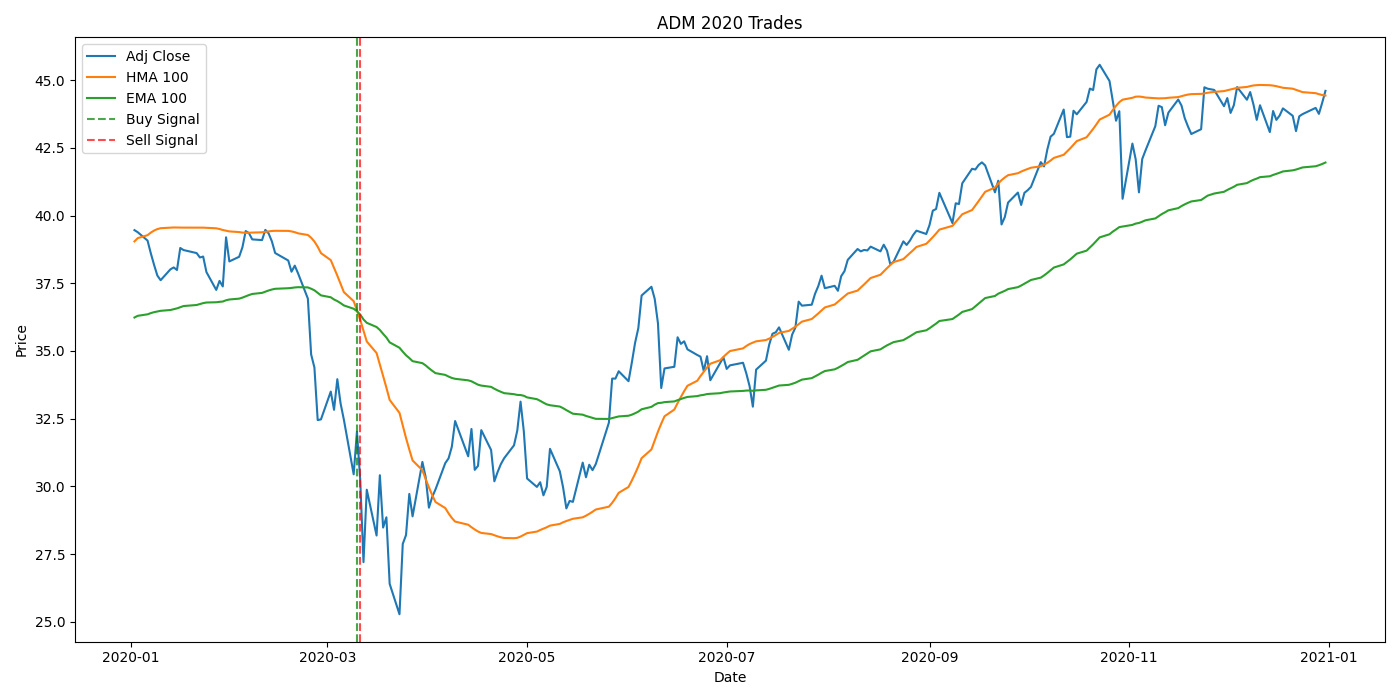 ADM 2020 Trades
Adj Close
HMA 100
EMA 100
Buy Signal
Sell Signal
Price
45.0
42.5
40.0
37.5
35.0
32.5
30.0
27.5
25.0
2020-01 2020-03 2020-05 2020-07 2020-09 2020-11 2021-01
Date